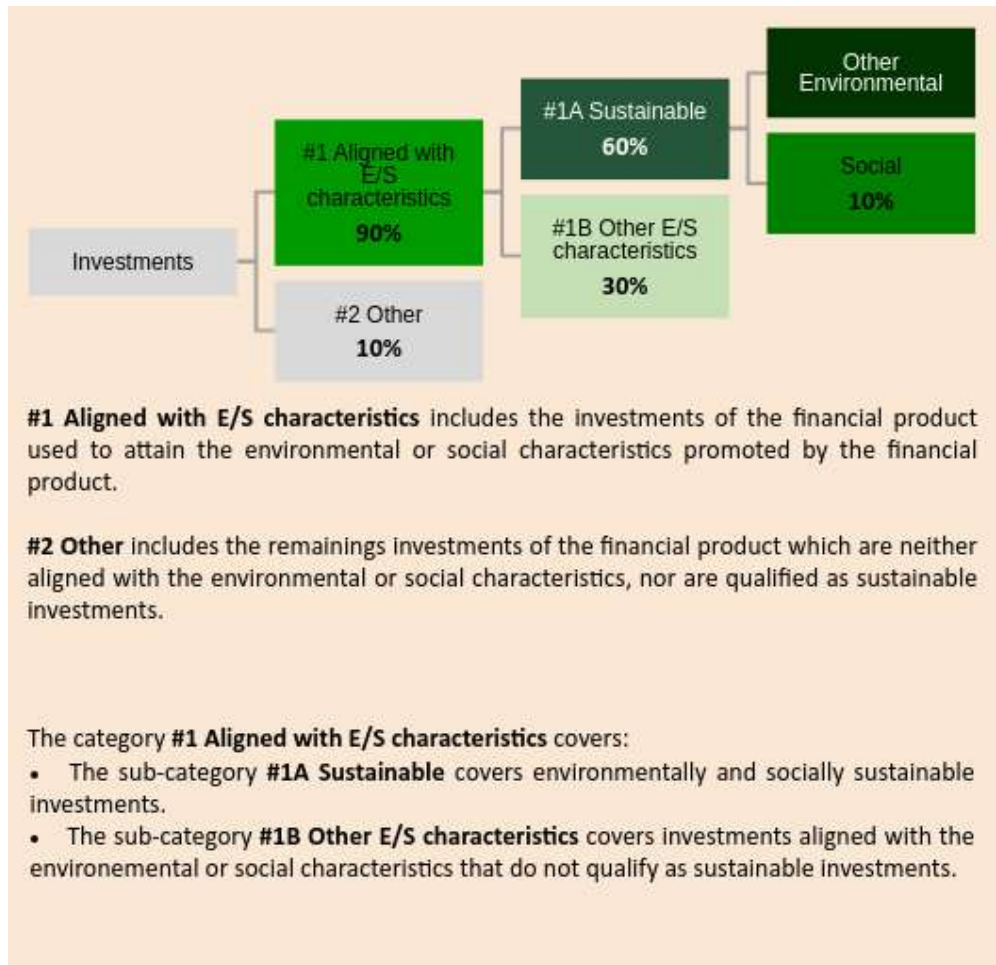 Other
Environmental
#1A Sustainable
60%
#1 Aligned with
E/S
characteristics
90%
Social
10%
#1B Other E/S
characteristics
30%
Investments
#2 Other
10%
#1 Aligned with E/S characteristics includes the investments of the financial product
used to attain the environmental or social characteristics promoted by the financial
product.
#2 Other includes the remainings investments of the financial product which are neither
aligned with the environmental or social characteristics, nor are qualified as sustainable
investments.
The category #1 Aligned with E/S characteristics covers:
• The sub-category #1A Sustainable covers environmentally and socially sustainable
investments.
• The sub-category #1B Other E/S characteristics covers investments aligned with the
environemental or social characteristics that do not qualify as sustainable investments.